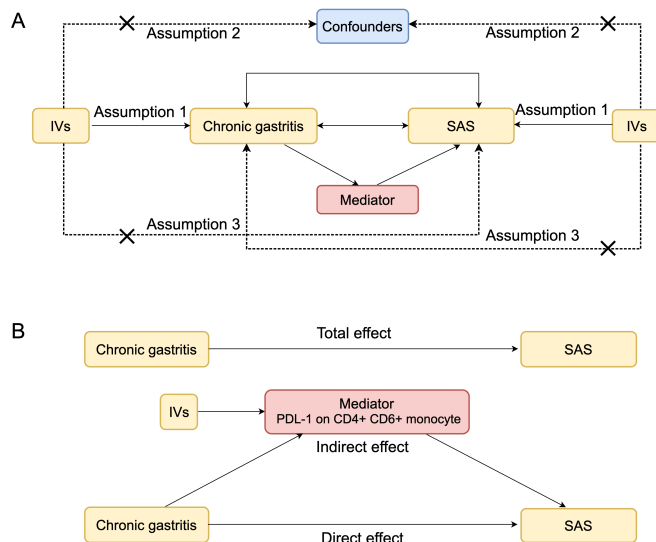 A
Confounders
Assumption 2
Assumption 2
Assumption 1
Assumption 1
IVs
Chronic gastritis
SAS
IVs
Mediator
Assumption 3
Assumption 3
B
Total effect
Chronic gastritis
SAS
Mediator
IVs
PDL-1 on CD4+ CD6+ monocyte
Indirect effect
Chronic gastritis
SAS
Direct effect